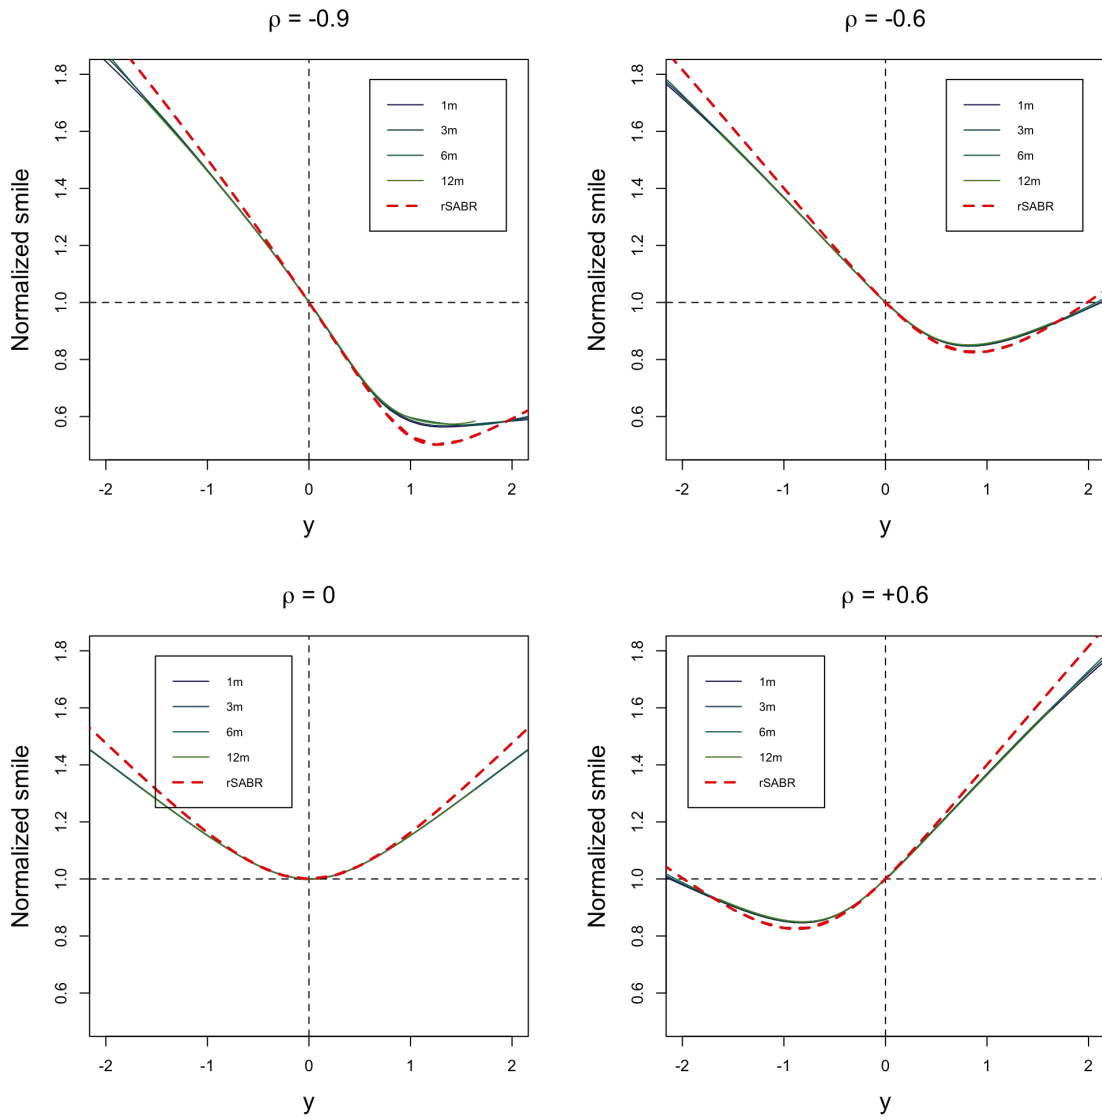 ρ = -0.9
Normalized smile
0.6 0.8 1.0 1.2 1.4 1.6 1.8
1m
3m
6m
12m
rSABR
-2 -1 0 1 2
y
ρ = -0.6
Normalized smile
0.6 0.8 1.0 1.2 1.4 1.6 1.8
1m
3m
6m
12m
rSABR
-2 -1 0 1 2
y
ρ = 0
Normalized smile
0.6 0.8 1.0 1.2 1.4 1.6 1.8
1m
3m
6m
12m
rSABR
-2 -1 0 1 2
y
ρ = +0.6
Normalized smile
0.6 0.8 1.0 1.2 1.4 1.6 1.8
1m
3m
6m
12m
rSABR
-2 -1 0 1 2
y